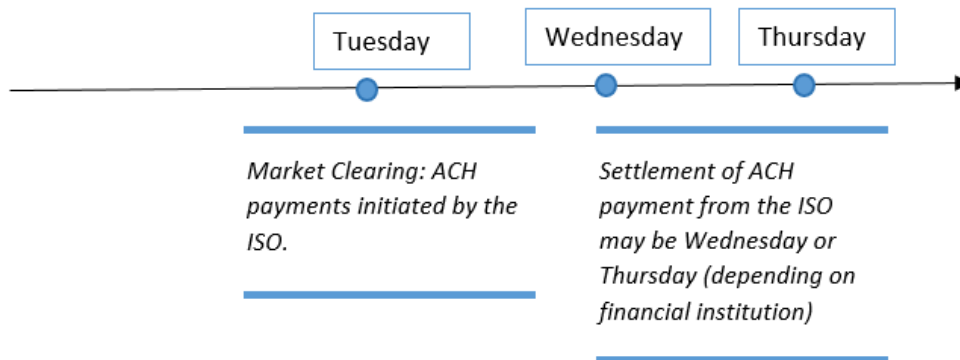 Tuesday
Wednesday
Thursday
Market Clearing: ACH
payments initiated by the
ISO.
Settlement of ACH
payment from the ISO
may be Wednesday or
Thursday (depending on
financial institution)